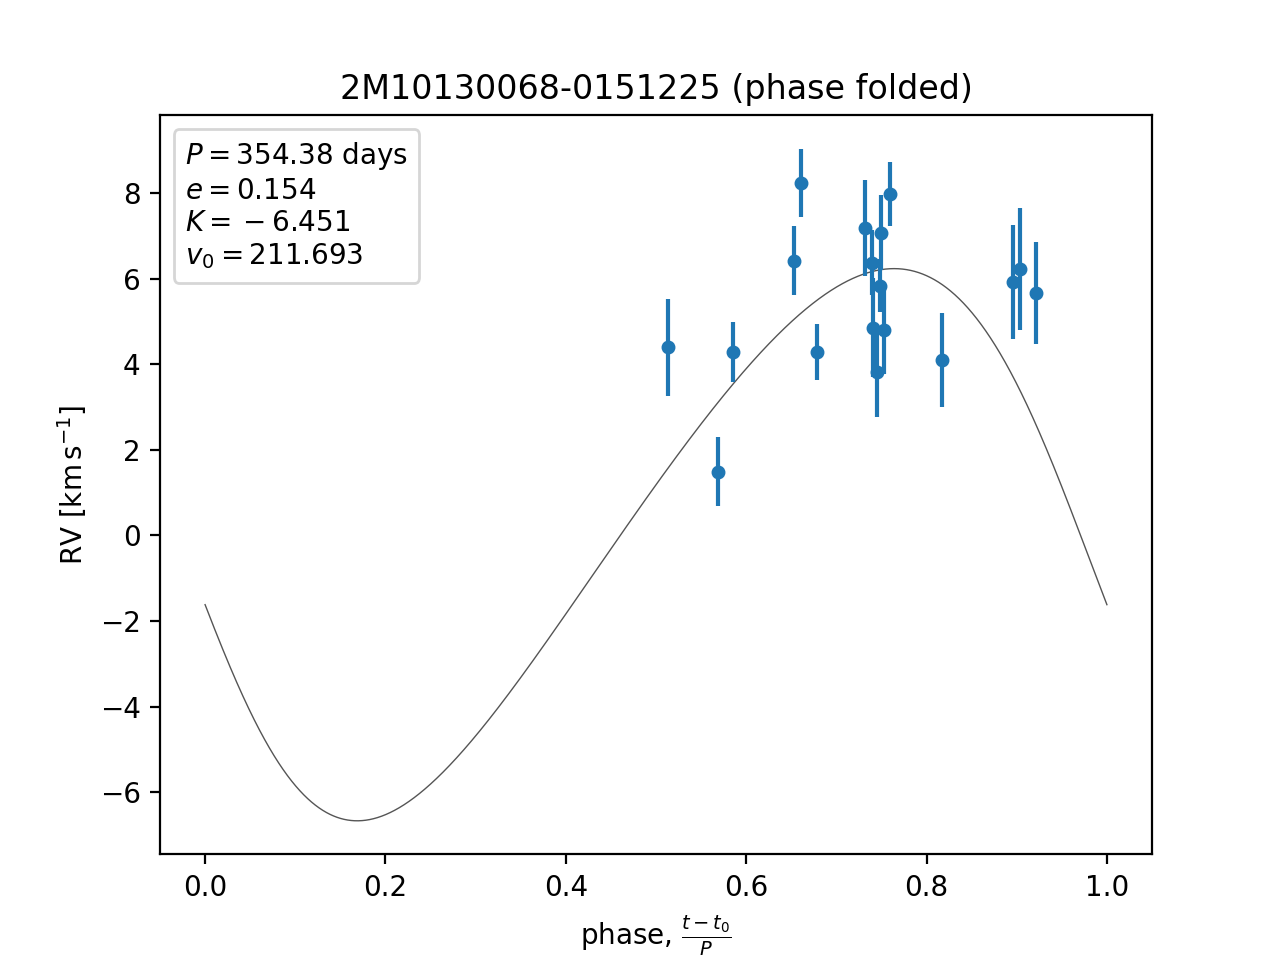 2M10130068-0151225 (phase folded)
P = 354.38 days
e = 0.154
K = −6.451
v₀ = 211.693
8
6
4
2
0
−2
−4
−6
RV [km s⁻¹]
0.0 0.2 0.4 0.6 0.8 1.0
phase, (t − t₀)/P